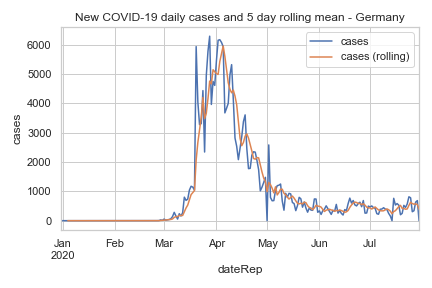 New COVID-19 daily cases and 5 day rolling mean - Germany
cases
cases (rolling)
6000
5000
4000
3000
2000
1000
0
cases
Jan Feb Mar Apr May Jun Jul
2020
dateRep